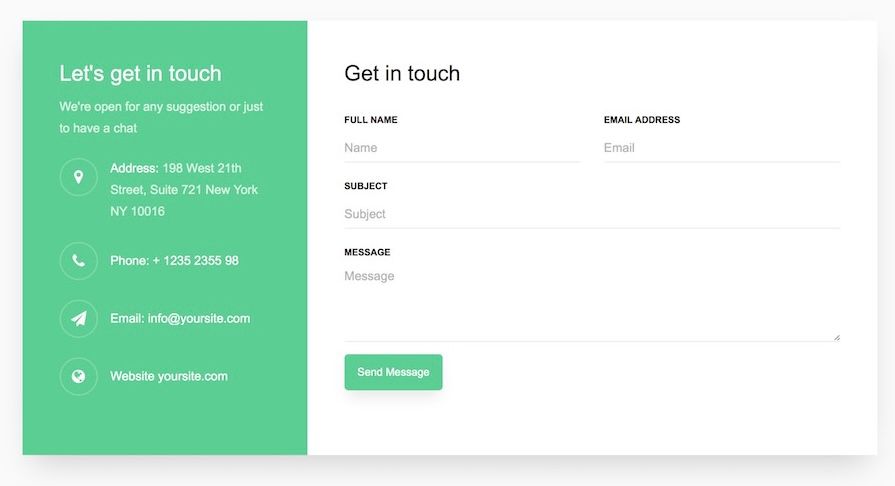 Let's get in touch
We're open for any suggestion or just
to have a chat
Address: 198 West 21th
Street, Suite 721 New York
NY 10016
Phone: + 1235 2355 98
Email: info@yoursite.com
Website yoursite.com
Get in touch
FULL NAME
Name
EMAIL ADDRESS
Email
SUBJECT
Subject
MESSAGE
Message
Send Message